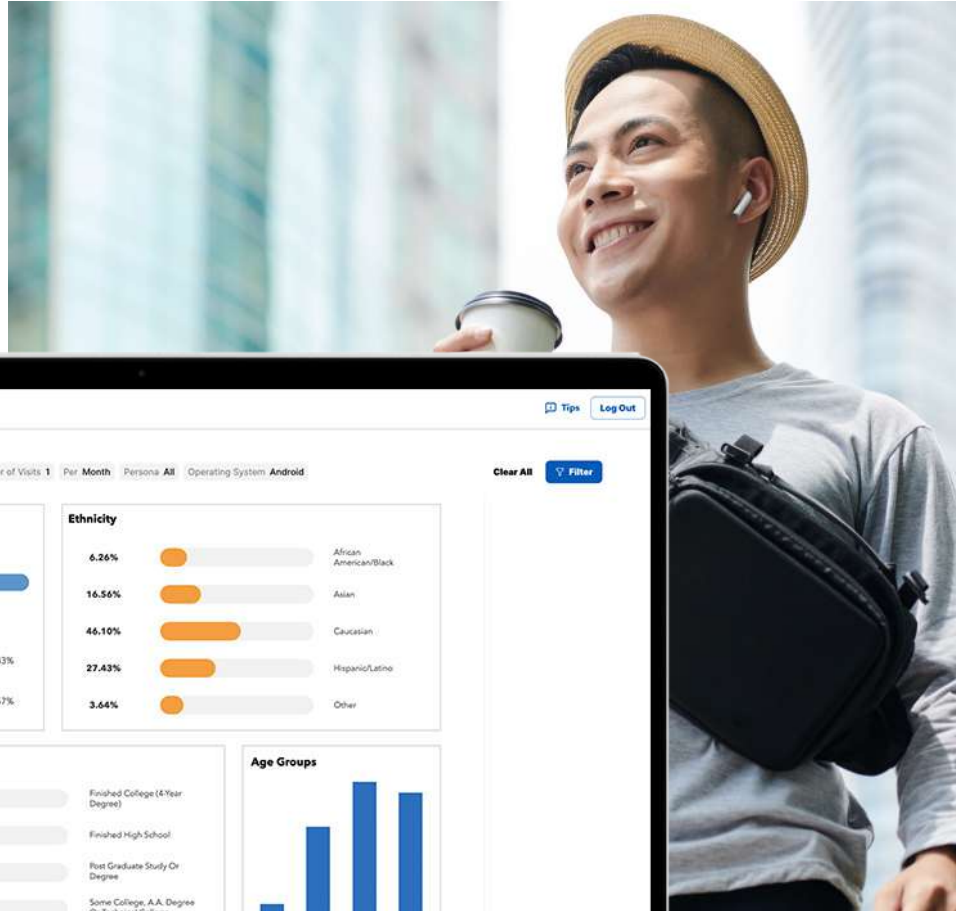 Tips
Log Out
r of Visits 1
Per Month
Persona All
Operating System Android
Clear All
Filter
Ethnicity
6.26%
African
American/Black
16.56%
Asian
46.10%
Caucasian
3%
27.43%
Hispanic/Latino
7%
3.64%
Other
Finished College (4-Year
Degree)
Finished High School
Post Graduate Study Or
Degree
Some College, A.A. Degree
Age Groups